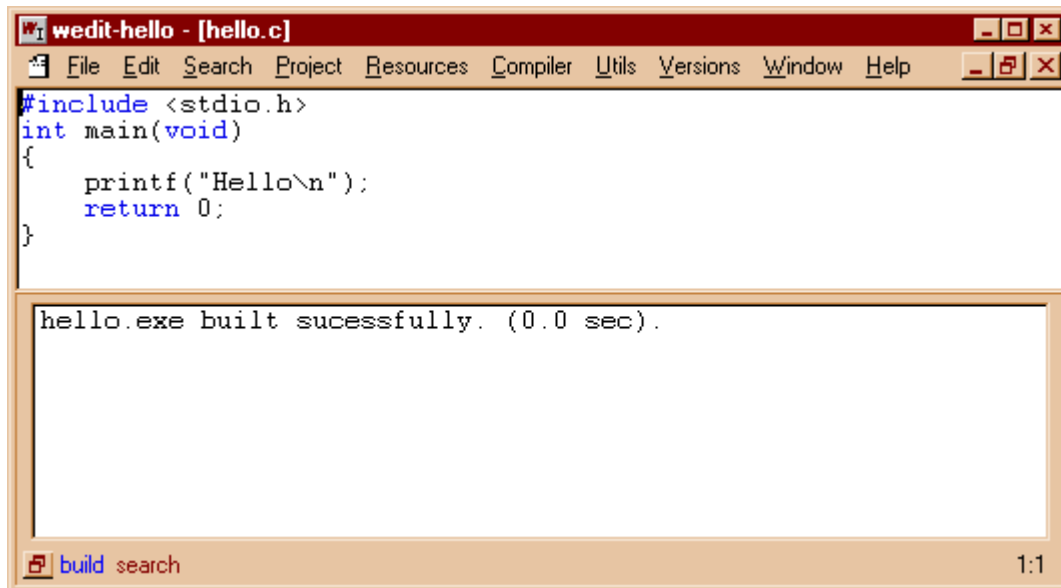 wedit-hello - [hello.c]
File Edit Search Project Resources Compiler Utils Versions Window Help
#include <stdio.h>
int main(void)
{
    printf("Hello\n");
    return 0;
}
hello.exe built sucessfully. (0.0 sec).
build search 1:1